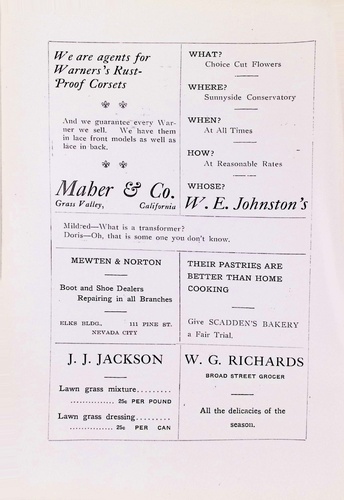 We are agents for
Warners's Rust-
Proof Corsets
And we guarantee every War-
ner we sell. We have them
in lace front models as well as
lace in back.
Maher & Co.
Grass Valley, California
WHAT?
Choice Cut Flowers
WHERE?
Sunnyside Conservatory
WHEN?
At All Times
HOW?
At Reasonable Rates
WHOSE?
W. E. Johnston's
Mildred—What is a transformer?
Doris—Oh, that is some one you don't know.
MEWTEN & NORTON
Boot and Shoe Dealers
Repairing in all Branches
ELKS BLDG., 111 PINE ST.
NEVADA CITY
THEIR PASTRIES ARE
BETTER THAN HOME
COOKING
Give SCADDEN'S BAKERY
a Fair Trial.
J. J. JACKSON
Lawn grass mixture.........
............... 25c PER POUND
Lawn grass dressing.........
............... 25c PER CAN
W. G. RICHARDS
BROAD STREET GROCER
All the delicacies of the
season.